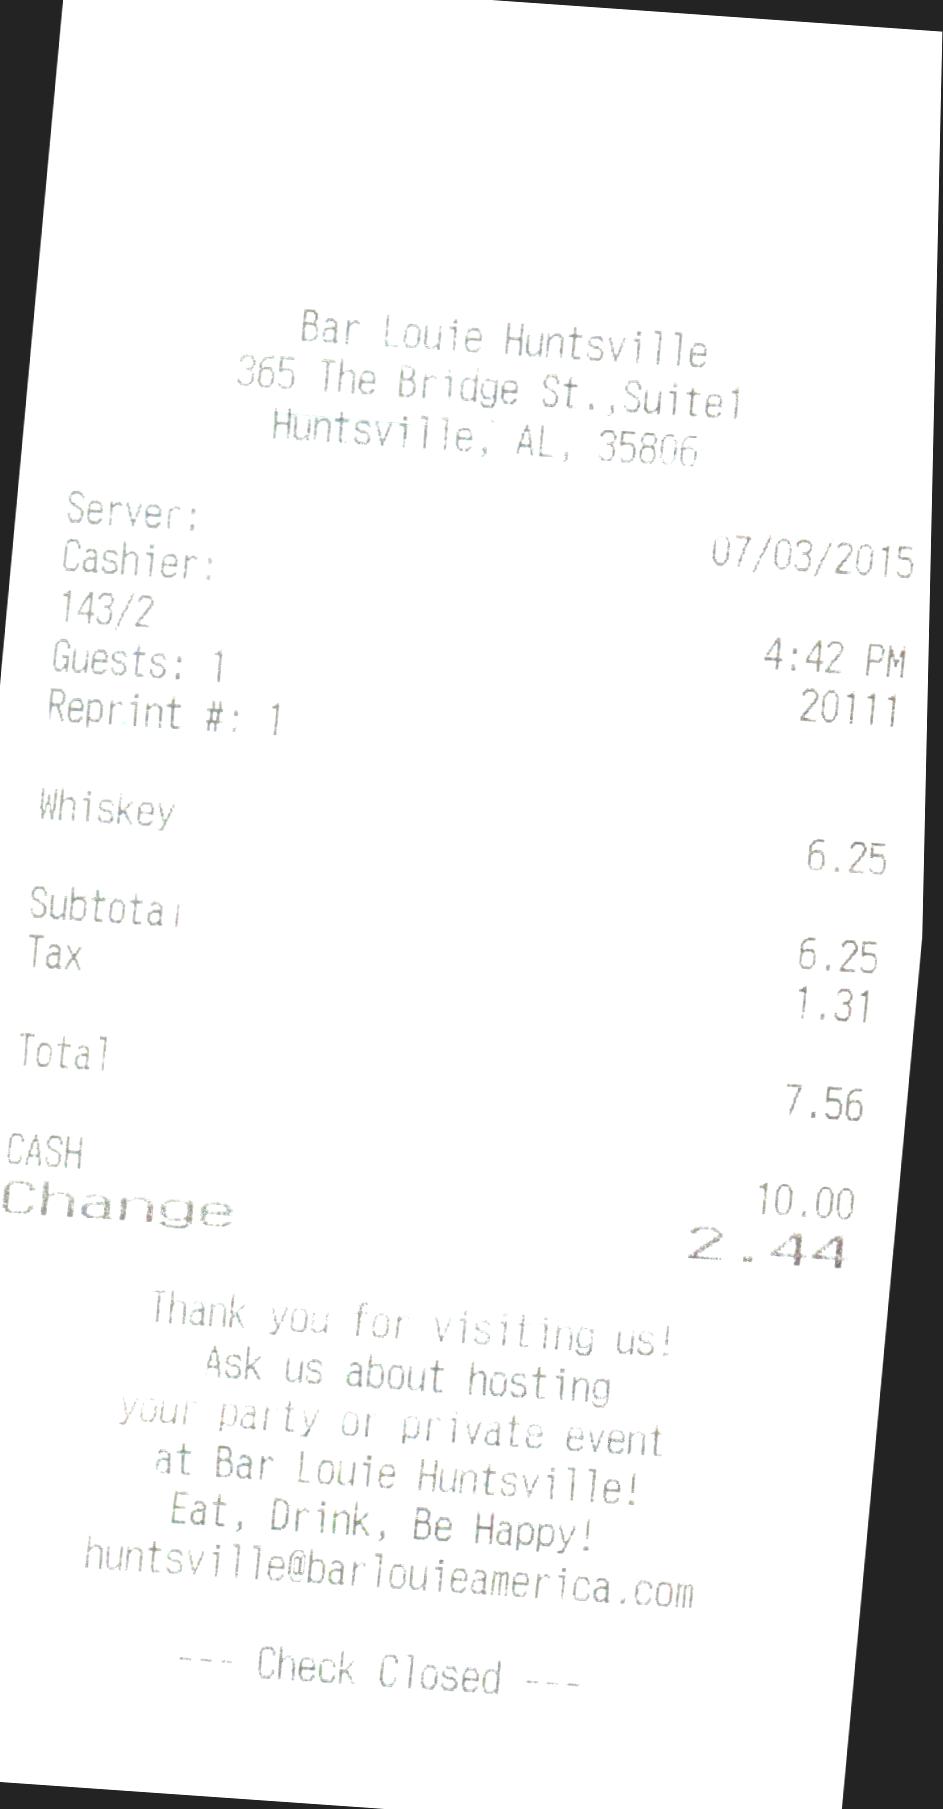 Bar Louie Huntsville
365 The Bridge St.,Suite1
Huntsville, AL, 35806
Server: 07/03/2015
Cashier:
143/2 4:42 PM
Guests: 1 20111
Reprint #: 1
Whiskey 6.25
Subtotal 6.25
Tax 1.31
Total 7.56
CASH 10.00
Change 2.44
Thank you for visiting us!
Ask us about hosting
your party or private event
at Bar Louie Huntsville!
Eat, Drink, Be Happy!
huntsville@barlouieamerica.com
--- Check Closed ---